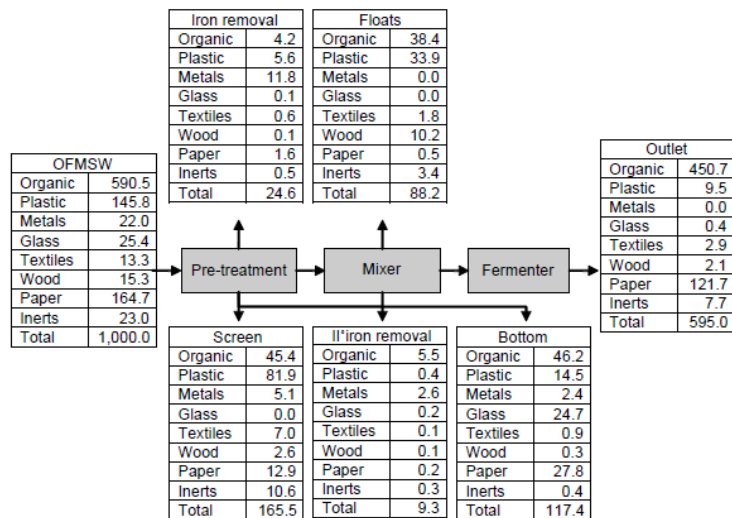 Iron removal
Organic 4.2
Plastic 5.6
Metals 11.8
Glass 0.1
Textiles 0.6
Wood 0.1
Paper 1.6
Inerts 0.5
Total 24.6
Floats
Organic 38.4
Plastic 33.9
Metals 0.0
Glass 0.0
Textiles 1.8
Wood 10.2
Paper 0.5
Inerts 3.4
Total 88.2
OFMSW
Organic 590.5
Plastic 145.8
Metals 22.0
Glass 25.4
Textiles 13.3
Wood 15.3
Paper 164.7
Inerts 23.0
Total 1,000.0
Pre-treatment
Mixer
Fermenter
Outlet
Organic 450.7
Plastic 9.5
Metals 0.0
Glass 0.4
Textiles 2.9
Wood 2.1
Paper 121.7
Inerts 7.7
Total 595.0
Screen
Organic 45.4
Plastic 81.9
Metals 5.1
Glass 0.0
Textiles 7.0
Wood 2.6
Paper 12.9
Inerts 10.6
Total 165.5
II°iron removal
Organic 5.5
Plastic 0.4
Metals 2.6
Glass 0.2
Textiles 0.1
Wood 0.1
Paper 0.2
Inerts 0.3
Total 9.3
Bottom
Organic 46.2
Plastic 14.5
Metals 2.4
Glass 24.7
Textiles 0.9
Wood 0.3
Paper 27.8
Inerts 0.4
Total 117.4